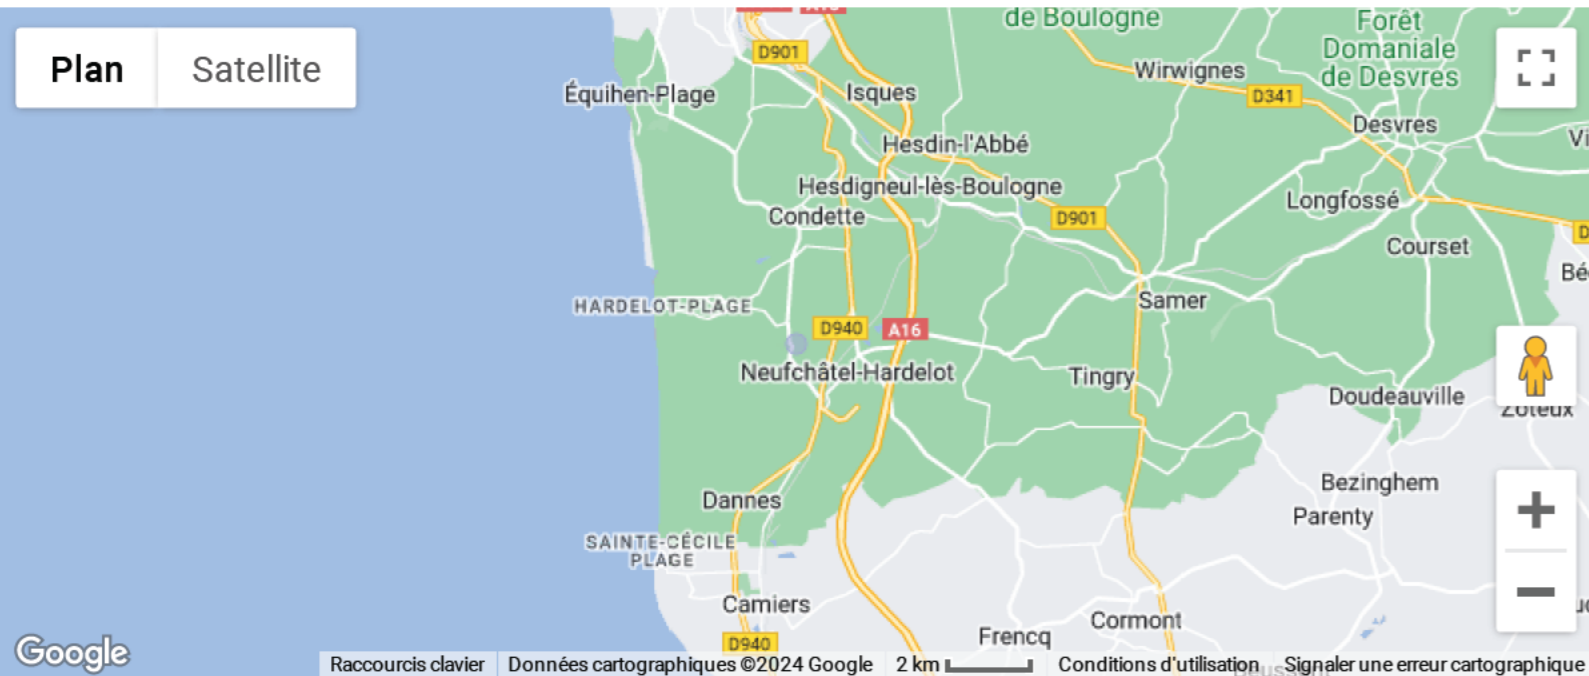 de Boulogne
Forêt
Domaniale
de Desvres
Plan
Satellite
D901
Wirwignes
Équihen-Plage
Isques
D341
Desvres
Hesdin-l'Abbé
Hesdigneul-lès-Boulogne
Longfossé
Condette
D901
Courset
Samer
HARDELOT-PLAGE
D940
A16
Neufchâtel-Hardelot
Tingry
Doudeauville
Zoteux
Bezinghem
Dannes
Parenty
SAINTE-CÉCILE
PLAGE
Camiers
Cormont
Frencq
D940
Google
Raccourcis clavier
Données cartographiques ©2024 Google
2 km
Conditions d'utilisation
Signaler une erreur cartographique